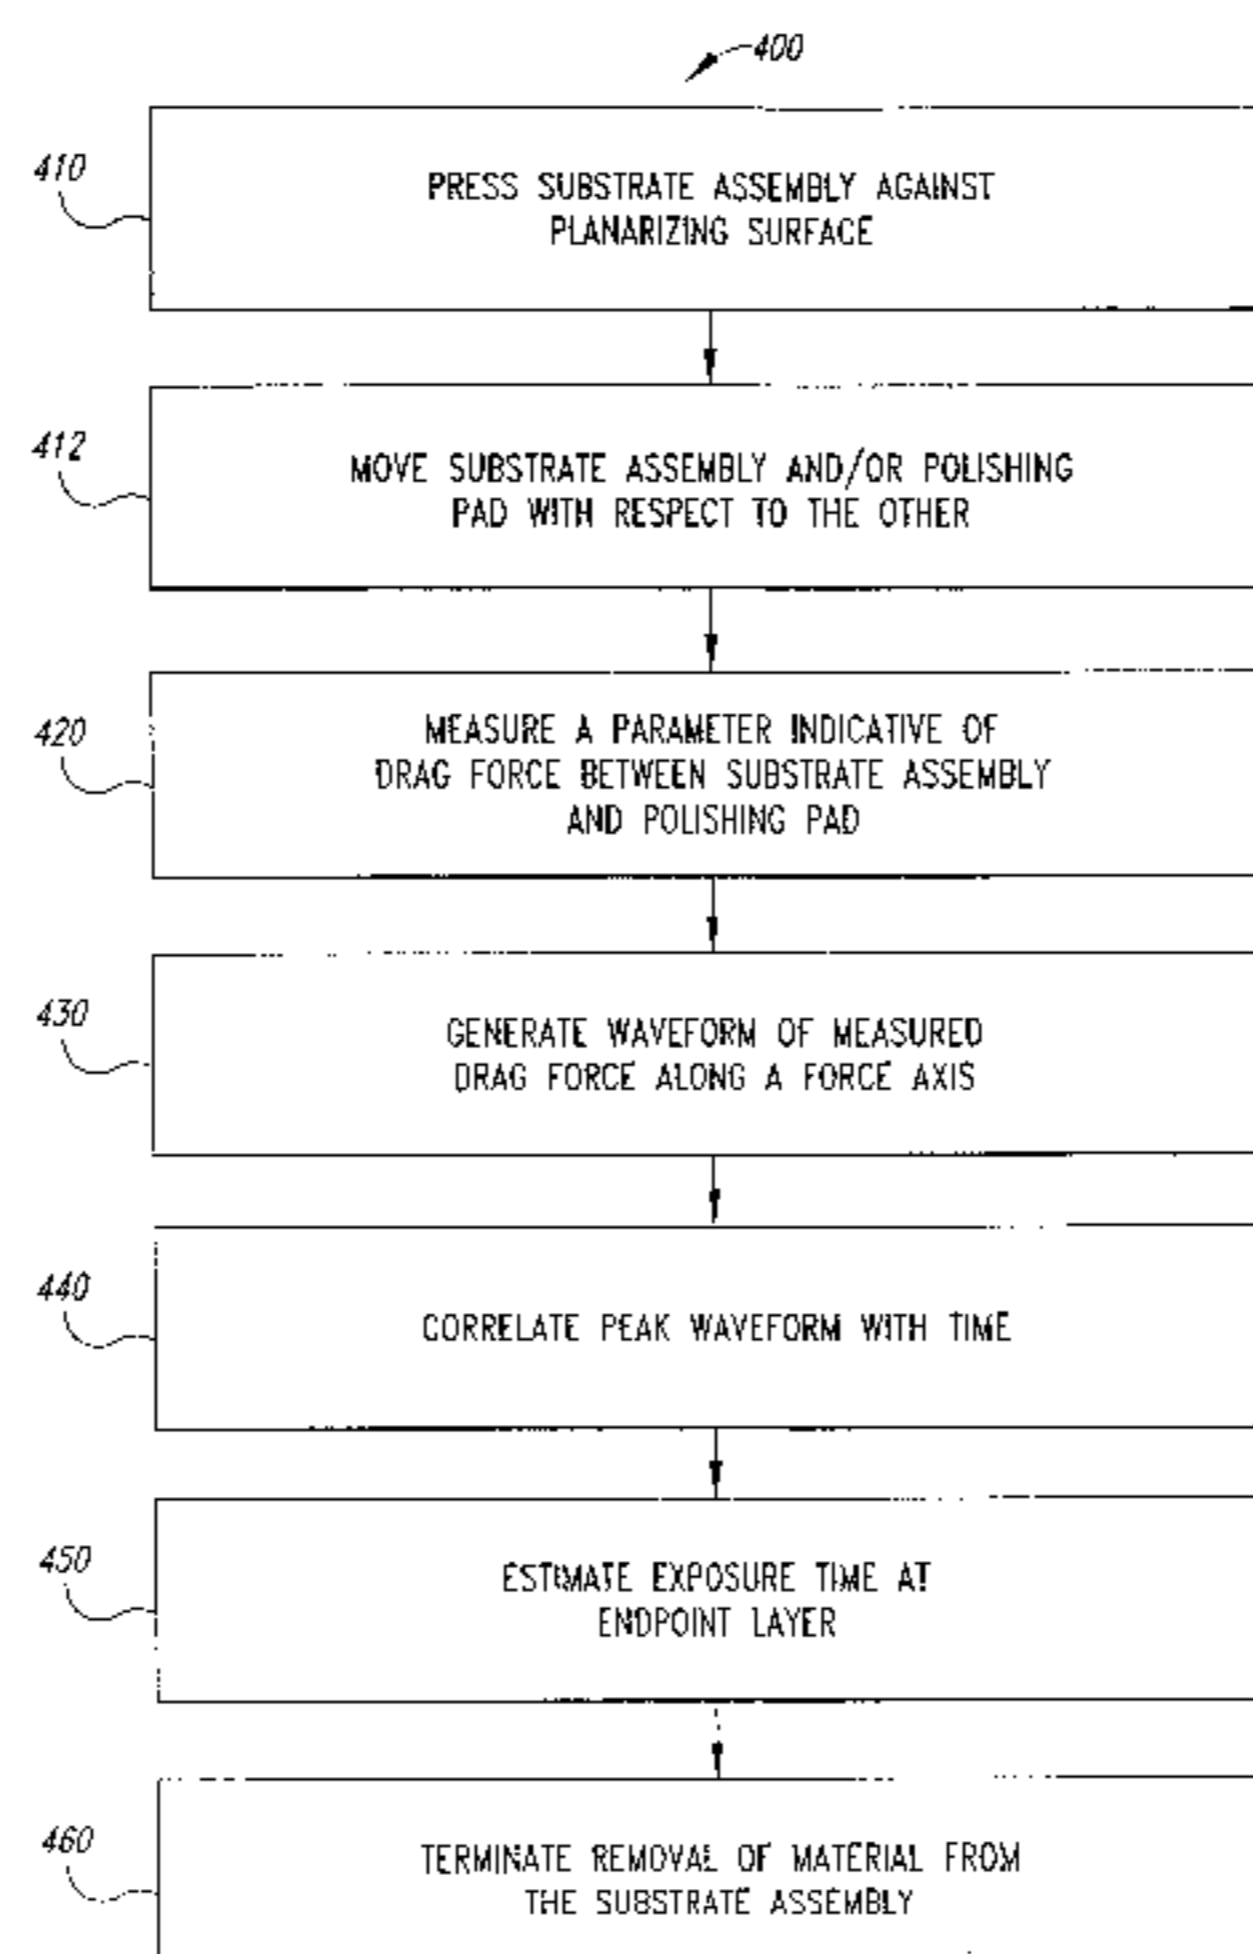 400
410
PRESS SUBSTRATE ASSEMBLY AGAINST
PLANARIZING SURFACE
412
MOVE SUBSTRATE ASSEMBLY AND/OR POLISHING
PAD WITH RESPECT TO THE OTHER
420
MEASURE A PARAMETER INDICATIVE OF
DRAG FORCE BETWEEN SUBSTRATE ASSEMBLY
AND POLISHING PAD
430
GENERATE WAVEFORM OF MEASURED
DRAG FORCE ALONG A FORCE AXIS
440
CORRELATE PEAK WAVEFORM WITH TIME
450
ESTIMATE EXPOSURE TIME AT
ENDPOINT LAYER
460
TERMINATE REMOVAL OF MATERIAL FROM
THE SUBSTRATE ASSEMBLY